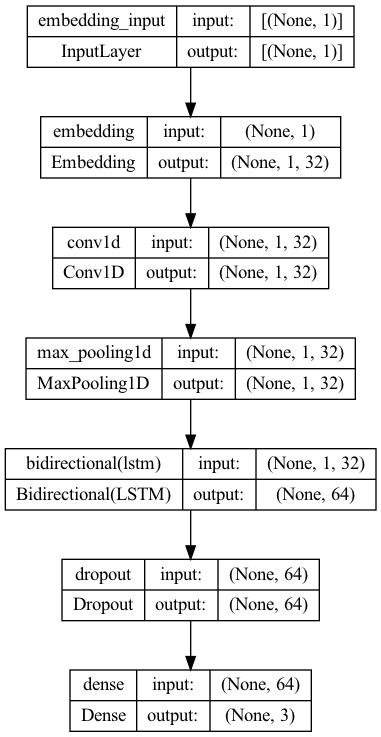 embedding_input input: [(None, 1)]
InputLayer output: [(None, 1)]
embedding input: (None, 1)
Embedding output: (None, 1, 32)
conv1d input: (None, 1, 32)
Conv1D output: (None, 1, 32)
max_pooling1d input: (None, 1, 32)
MaxPooling1D output: (None, 1, 32)
bidirectional(lstm) input: (None, 1, 32)
Bidirectional(LSTM) output: (None, 64)
dropout input: (None, 64)
Dropout output: (None, 64)
dense input: (None, 64)
Dense output: (None, 3)